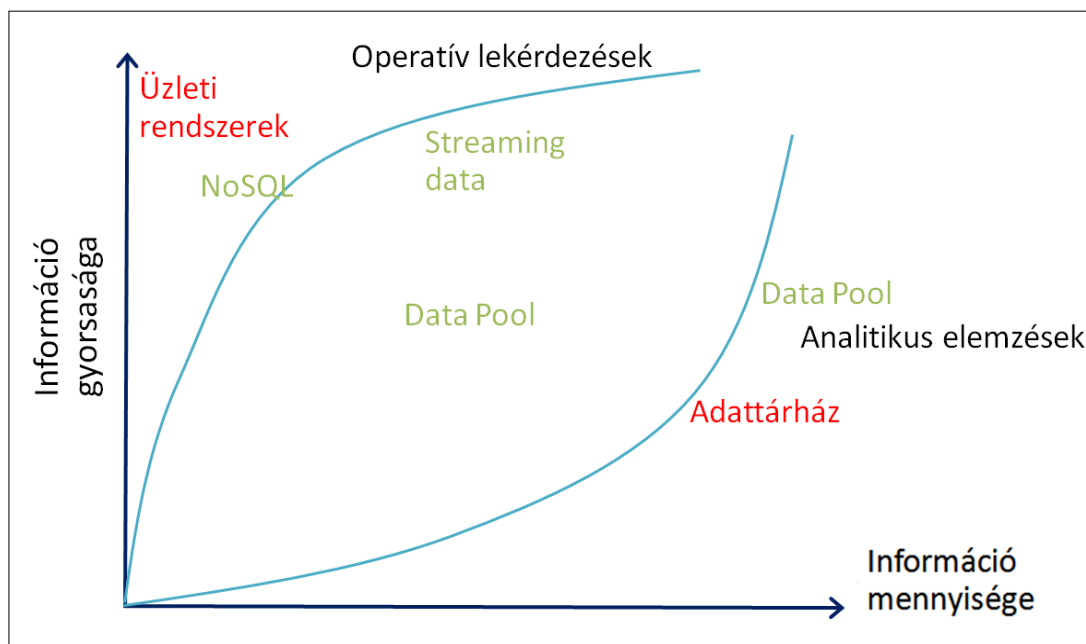 Operatív lekérdezések
Üzleti
rendszerek
Streaming
data
NoSQL
Információ
gyorsasága
Data Pool
Data Pool
Analitikus elemzések
Adattárház
Információ
mennyisége